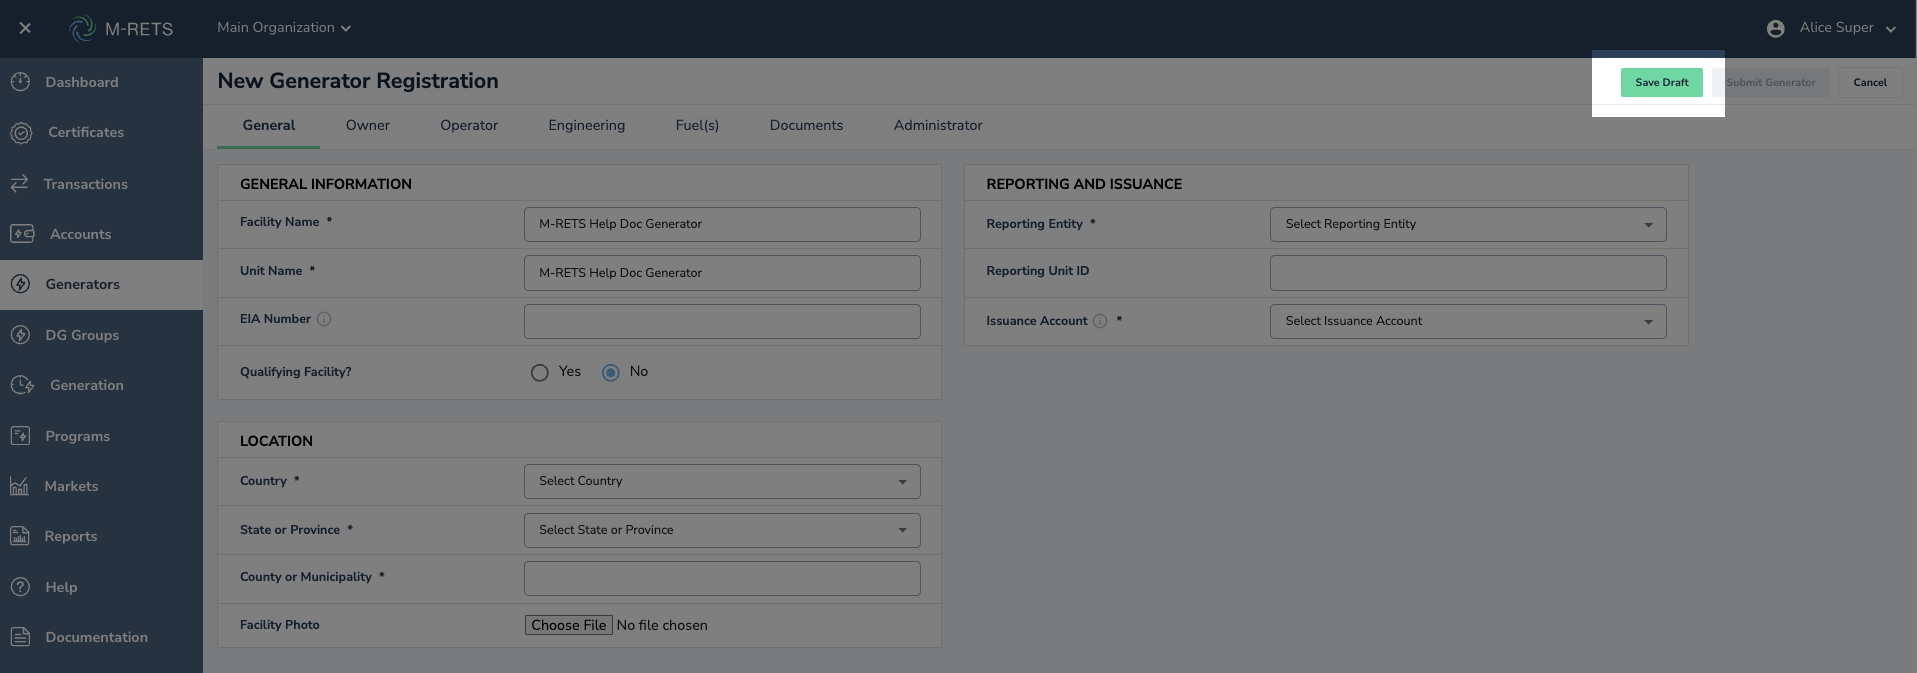 M-RETS
Main Organization
Alice Super
Dashboard
Certificates
Transactions
Accounts
Generators
DG Groups
Generation
Programs
Markets
Reports
Help
Documentation
New Generator Registration
Save Draft
Submit Generator
Cancel
General
Owner
Operator
Engineering
Fuel(s)
Documents
Administrator
GENERAL INFORMATION
Facility Name * M-RETS Help Doc Generator
Unit Name * M-RETS Help Doc Generator
EIA Number
Qualifying Facility? Yes No
LOCATION
Country * Select Country
State or Province * Select State or Province
County or Municipality *
Facility Photo Choose File No file chosen
REPORTING AND ISSUANCE
Reporting Entity * Select Reporting Entity
Reporting Unit ID
Issuance Account * Select Issuance Account